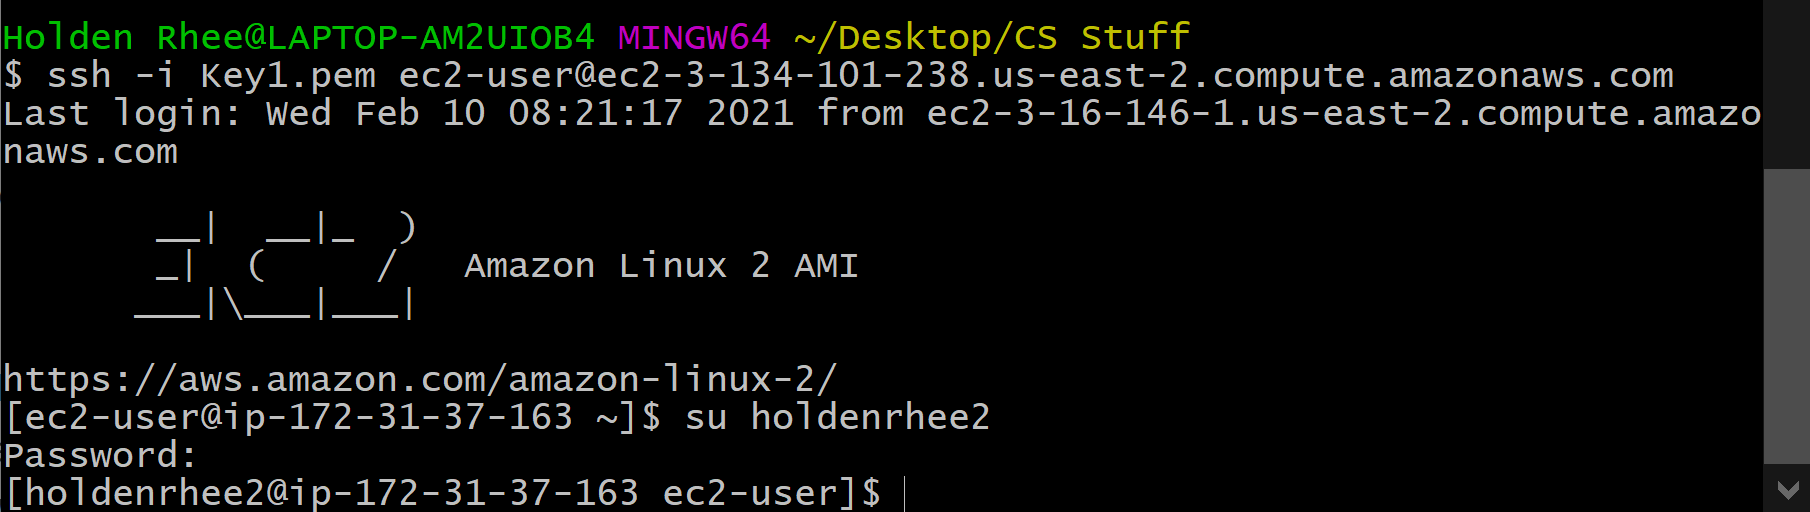 Holden Rhee@LAPTOP-AM2UIOB4 MINGW64 ~/Desktop/CS Stuff
$ ssh -i Key1.pem ec2-user@ec2-3-134-101-238.us-east-2.compute.amazonaws.com
Last login: Wed Feb 10 08:21:17 2021 from ec2-3-16-146-1.us-east-2.compute.amazo
naws.com
       __|  __|_  )
       _|  (     /   Amazon Linux 2 AMI
      ___|\___|___|
https://aws.amazon.com/amazon-linux-2/
[ec2-user@ip-172-31-37-163 ~]$ su holdenrhee2
Password:
[holdenrhee2@ip-172-31-37-163 ec2-user]$